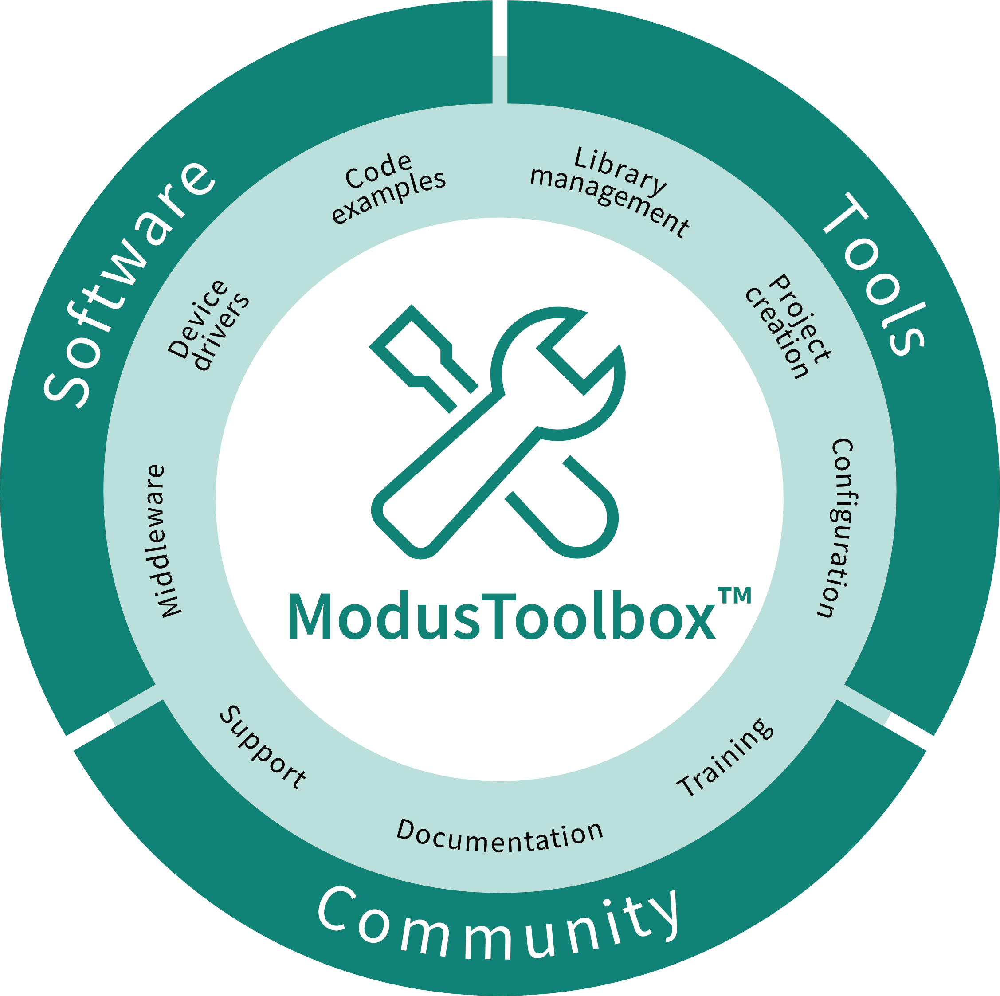 Software
Tools
Code
examples
Library
management
Device
drivers
Project
creation
Middleware
Configuration
ModusToolbox™
Support
Training
Documentation
Community